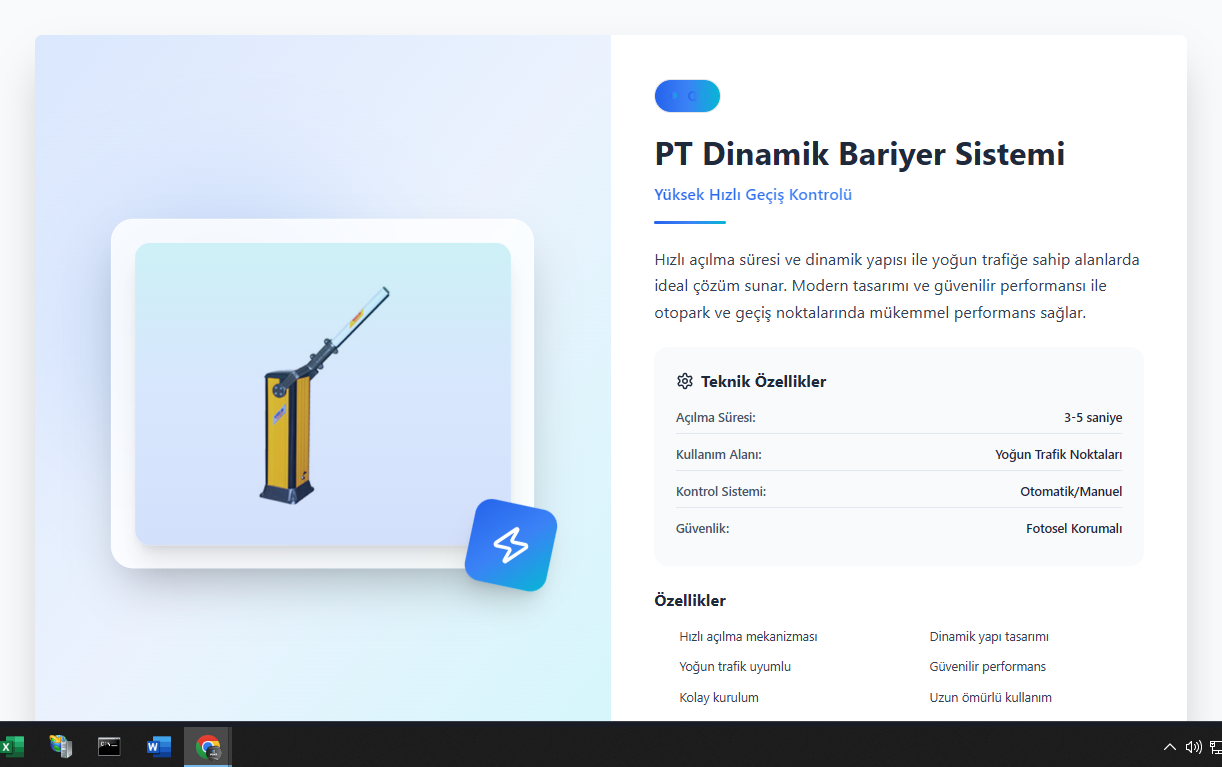 PT Dinamik Bariyer Sistemi
Yüksek Hızlı Geçiş Kontrolü
Hızlı açılma süresi ve dinamik yapısı ile yoğun trafiğe sahip alanlarda
ideal çözüm sunar. Modern tasarımı ve güvenilir performansı ile
otopark ve geçiş noktalarında mükemmel performans sağlar.
Teknik Özellikler
Açılma Süresi: 3-5 saniye
Kullanım Alanı: Yoğun Trafik Noktaları
Kontrol Sistemi: Otomatik/Manuel
Güvenlik: Fotosel Korumalı
Özellikler
Hızlı açılma mekanizması Dinamik yapı tasarımı
Yoğun trafik uyumlu Güvenilir performans
Kolay kurulum Uzun ömürlü kullanım